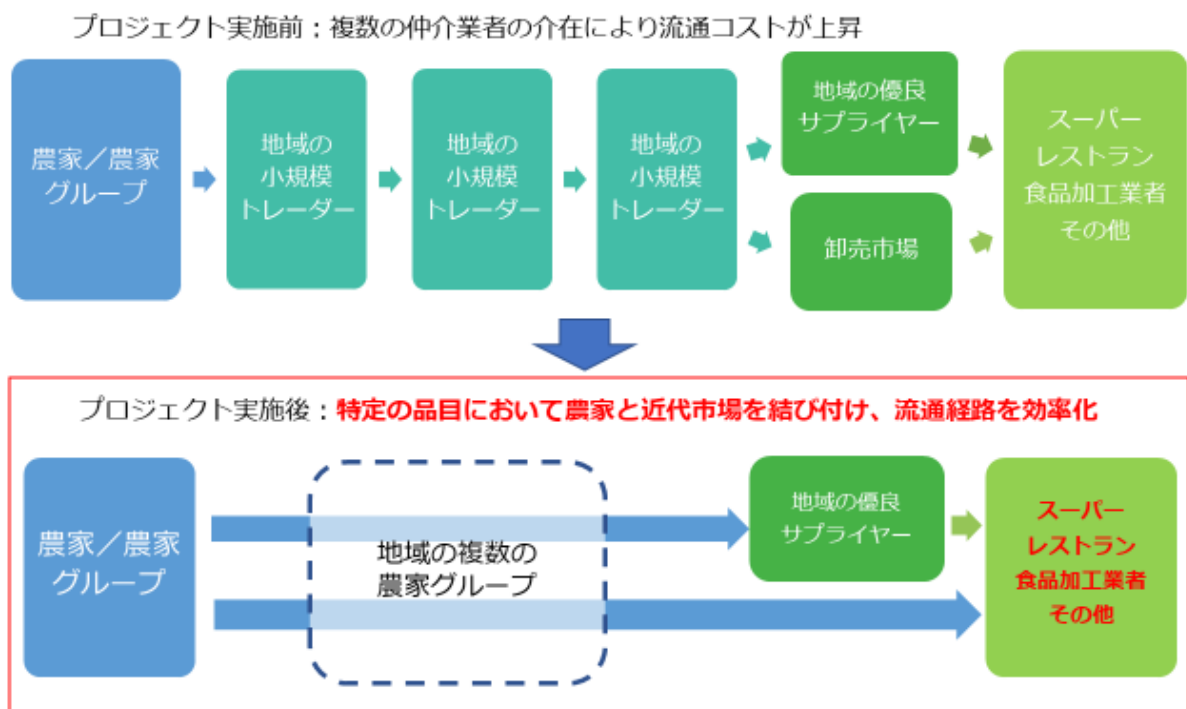 プロジェクト実施前：複数の仲介業者の介在により流通コストが上昇
農家／農家
グループ
地域の
小規模
トレーダー
地域の
小規模
トレーダー
地域の
小規模
トレーダー
地域の優良
サプライヤー
卸売市場
スーパー
レストラン
食品加工業者
その他
プロジェクト実施後：特定の品目において農家と近代市場を結び付け、流通経路を効率化
農家／農家
グループ
地域の複数の
農家グループ
地域の優良
サプライヤー
スーパー
レストラン
食品加工業者
その他